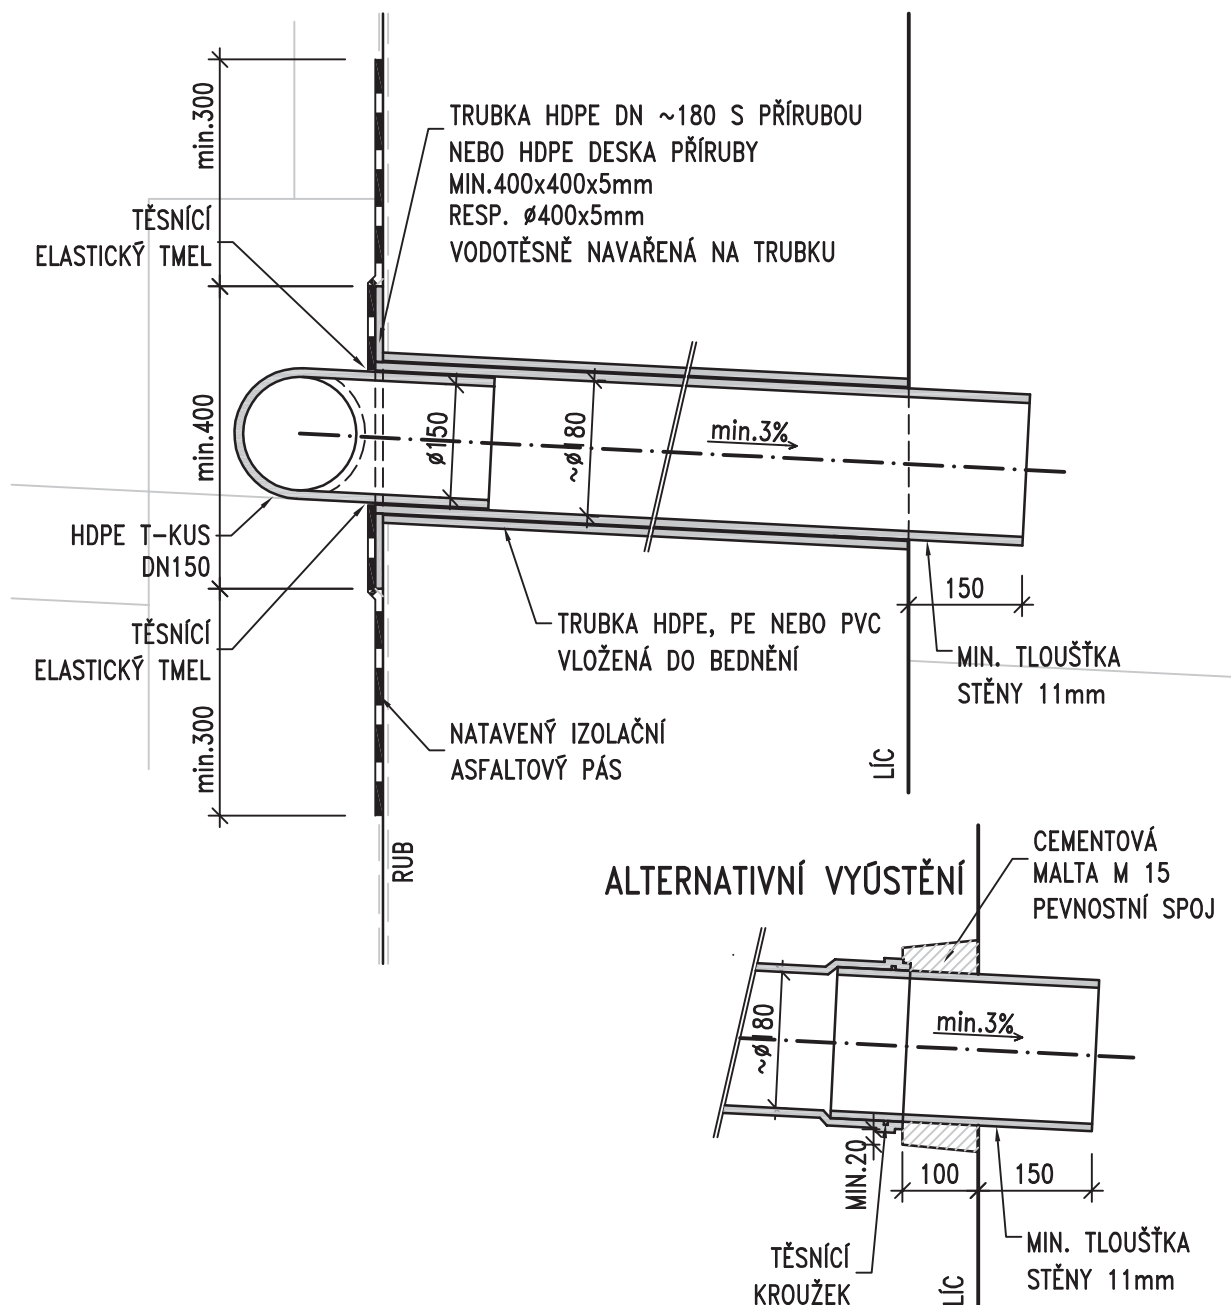 min.300
TRUBKA HDPE DN ~180 S PŘÍRUBOU
NEBO HDPE DESKA PŘÍRUBY
MIN.400x400x5mm
RESP. ø400x5mm
VODOTĚSNĚ NAVAŘENÁ NA TRUBKU
TĚSNÍCÍ
ELASTICKÝ TMEL
min.400
ø150
~ø180
min.3%
HDPE T-KUS
DN150
150
TĚSNÍCÍ
ELASTICKÝ TMEL
TRUBKA HDPE, PE NEBO PVC
VLOŽENÁ DO BEDNĚNÍ
MIN. TLOUŠŤKA
STĚNY 11mm
min.300
NATAVENÝ IZOLAČNÍ
ASFALTOVÝ PÁS
LÍC
RUB
ALTERNATIVNÍ VYÚSTĚNÍ
CEMENTOVÁ
MALTA M 15
PEVNOSTNÍ SPOJ
~ø180
min.3%
MIN.20
100
150
TĚSNÍCÍ
KROUŽEK
MIN. TLOUŠŤKA
STĚNY 11mm
LÍC